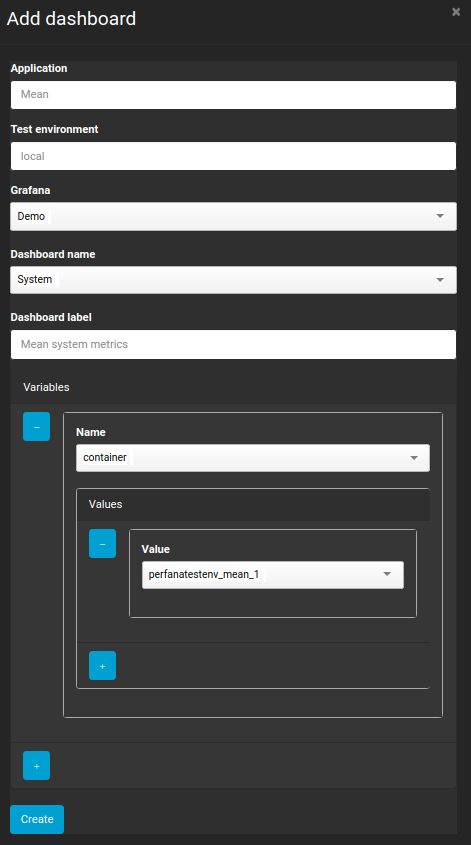 Add dashboard
×
Application
Mean
Test environment
local
Grafana
Demo
Dashboard name
System
Dashboard label
Mean system metrics
Variables
–
Name
container
Values
–
Value
perfanatestenv_mean_1
+
+
Create